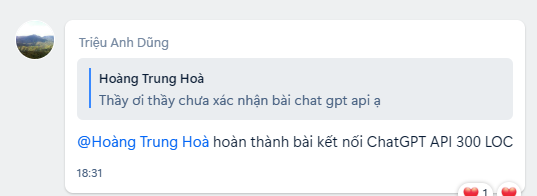 Triệu Anh Dũng
Hoàng Trung Hoà
Thầy ơi thầy chưa xác nhận bài chat gpt api ạ
@Hoàng Trung Hoà hoàn thành bài kết nối ChatGPT API 300 LOC
18:31
1